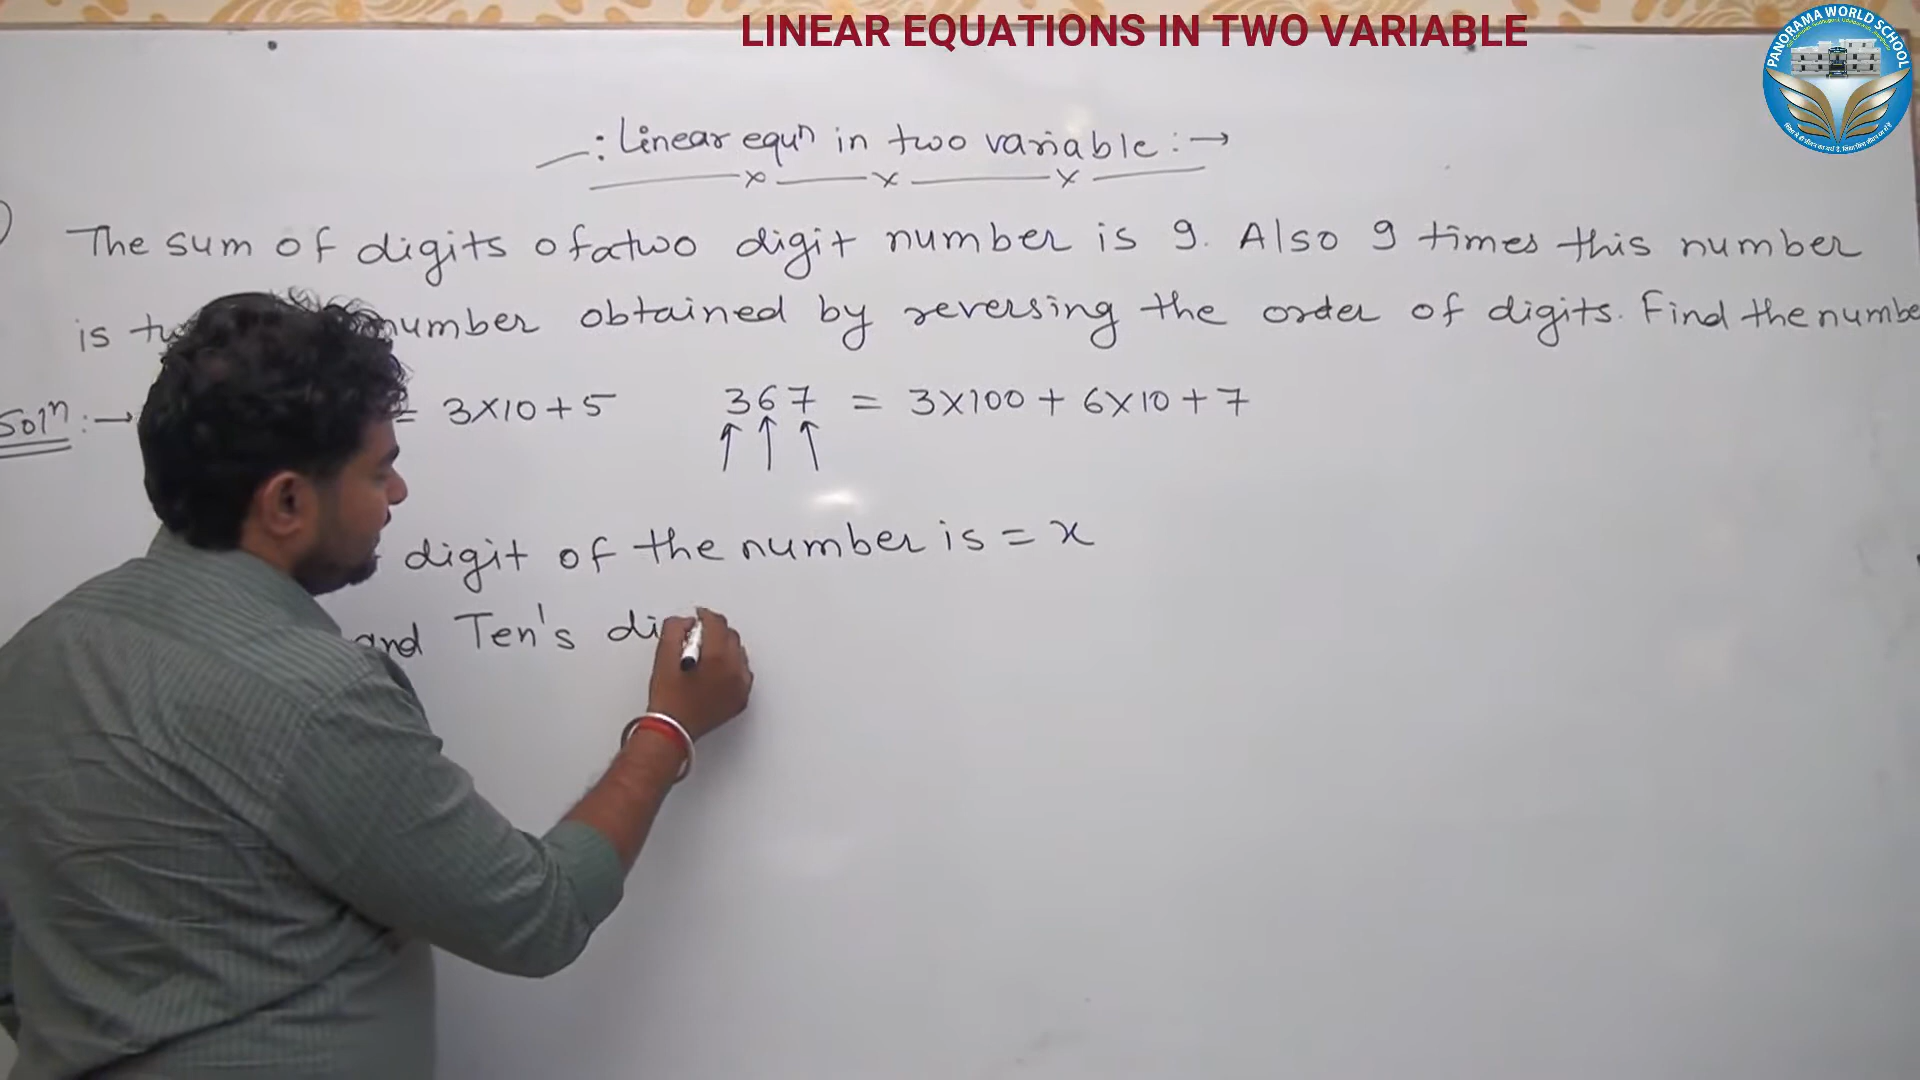 LINEAR EQUATIONS IN TWO VARIABLE
PANORAMA WORLD SCHOOL
: Linear equⁿ in two variable : →
The sum of digits of a two digit number is 9. Also 9 times this number
is number obtained by reversing the order of digits. Find the numbe
Solⁿ : → = 3×10+5 367 = 3×100 + 6×10 + 7
digit of the number is = x
and Ten's di